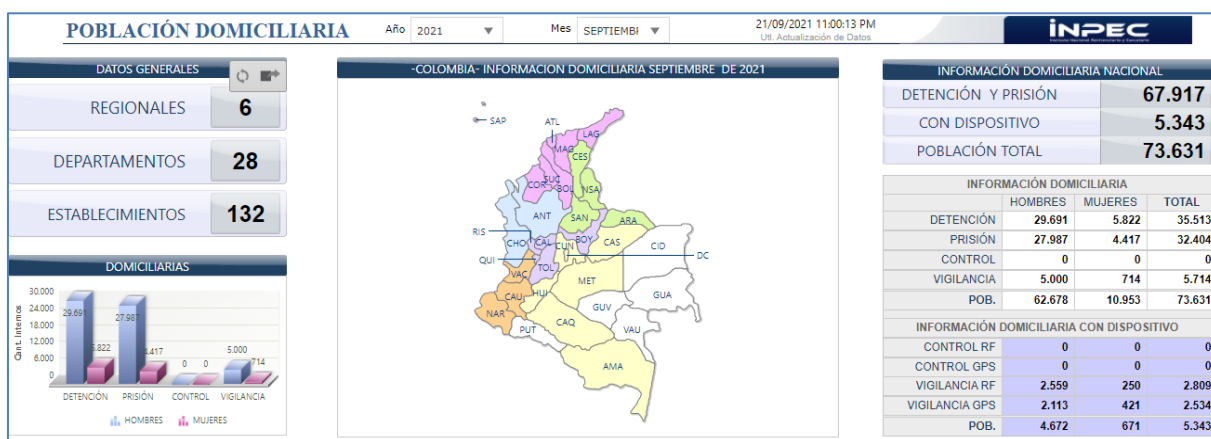 POBLACIÓN DOMICILIARIA
Año 2021
Mes SEPTIEMBI
21/09/2021 11:00:13 PM
Utl. Actualización de Datos
INPEC
Instituto Nacional Penitenciario y Carcelario
DATOS GENERALES
REGIONALES 6
DEPARTAMENTOS 28
ESTABLECIMIENTOS 132
DOMICILIARIAS
Cant. Internos
30.000
24.000
18.000
12.000
6.000
0
29.691
5.822
27.987
4.417
0 0
5.000
714
DETENCIÓN PRISIÓN CONTROL VIGILANCIA
HOMBRES MUJERES
-COLOMBIA- INFORMACION DOMICILIARIA SEPTIEMBRE DE 2021
SAP
ATL
LAG
MAG
CES
SUC
COR
BOL
NSA
ANT
SAN
ARA
RIS
CHO
CAL
CUN
BOY
CAS
CID
DC
QUI
TOL
VAC
MET
CAU
HUI
GUV
GUA
NAR
PUT
CAQ
VAU
AMA
INFORMACIÓN DOMICILIARIA NACIONAL
DETENCIÓN Y PRISIÓN 67.917
CON DISPOSITIVO 5.343
POBLACIÓN TOTAL 73.631
INFORMACIÓN DOMICILIARIA
HOMBRES MUJERES TOTAL
DETENCIÓN 29.691 5.822 35.513
PRISIÓN 27.987 4.417 32.404
CONTROL 0 0 0
VIGILANCIA 5.000 714 5.714
POB. 62.678 10.953 73.631
INFORMACIÓN DOMICILIARIA CON DISPOSITIVO
CONTROL RF 0 0 0
CONTROL GPS 0 0 0
VIGILANCIA RF 2.559 250 2.809
VIGILANCIA GPS 2.113 421 2.534
POB. 4.672 671 5.343